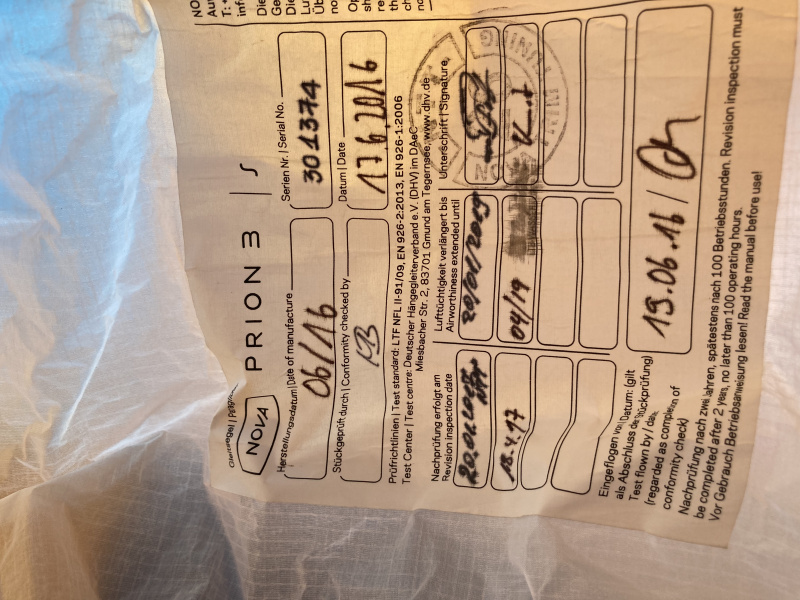 NOVA PRION 3 | S
Herstellungsdatum | Date of manufacture
06/16
Serien Nr. | Serial No.
301374
Stückgeprüft durch | Conformity checked by
KB
Datum | Date
17.6.2016
Prüfrichtlinien | Test standard: LTF NFL II-91/09, EN 926-2:2013, EN 926-1:2006
Test Center | Test centre: Deutscher Hängegleiterverband e.V. (DHV) im DAeC
Miesbacher Str. 2, 83701 Gmund am Tegernsee, www.dhv.de
Nachprüfung erfolgt am
Revision inspection date
Lufttüchtigkeit verlängert bis
Airworthiness extended until
Unterschrift | Signature
20/01/2019
18.4.17
04/19
Eingeflogen von/Datum: (gilt
als Abschluss der Stückprüfung)
Test flown by / date:
(regarded as completion of
conformity check)
19.06.16 /
Nachprüfung nach zwei Jahren, spätestens nach 100 Betriebsstunden. Revision inspection must
be completed after 2 years, no later than 100 operating hours.
Vor Gebrauch Betriebsanweisung lesen! Read the manual before use!